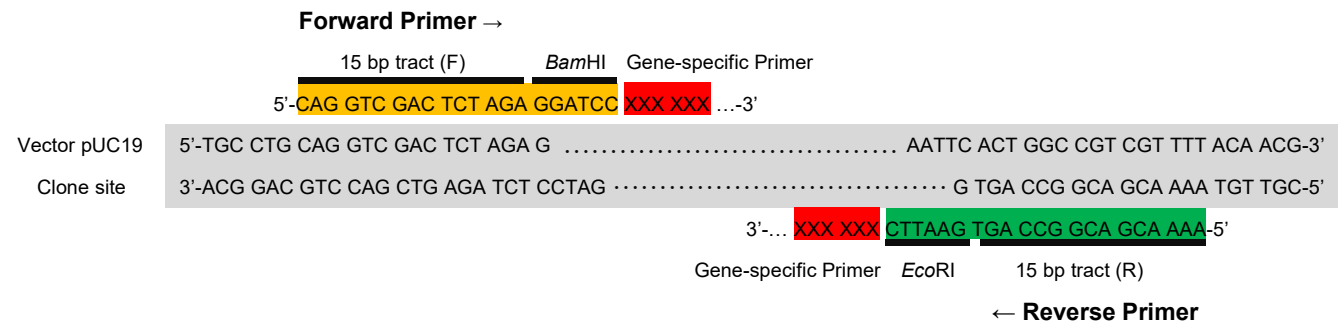 Forward Primer →
15 bp tract (F) BamHI Gene-specific Primer
5’-CAG GTC GAC TCT AGA GGATCC XXX XXX …-3’
Vector pUC19 5’-TGC CTG CAG GTC GAC TCT AGA G ………………………………… AATTC ACT GGC CGT CGT TTT ACA ACG-3’
Clone site 3’-ACG GAC GTC CAG CTG AGA TCT CCTAG ………………………………… G TGA CCG GCA GCA AAA TGT TGC-5’
3’-… XXX XXX CTTAAG TGA CCG GCA GCA AAA-5’
Gene-specific Primer EcoRI 15 bp tract (R)
← Reverse Primer